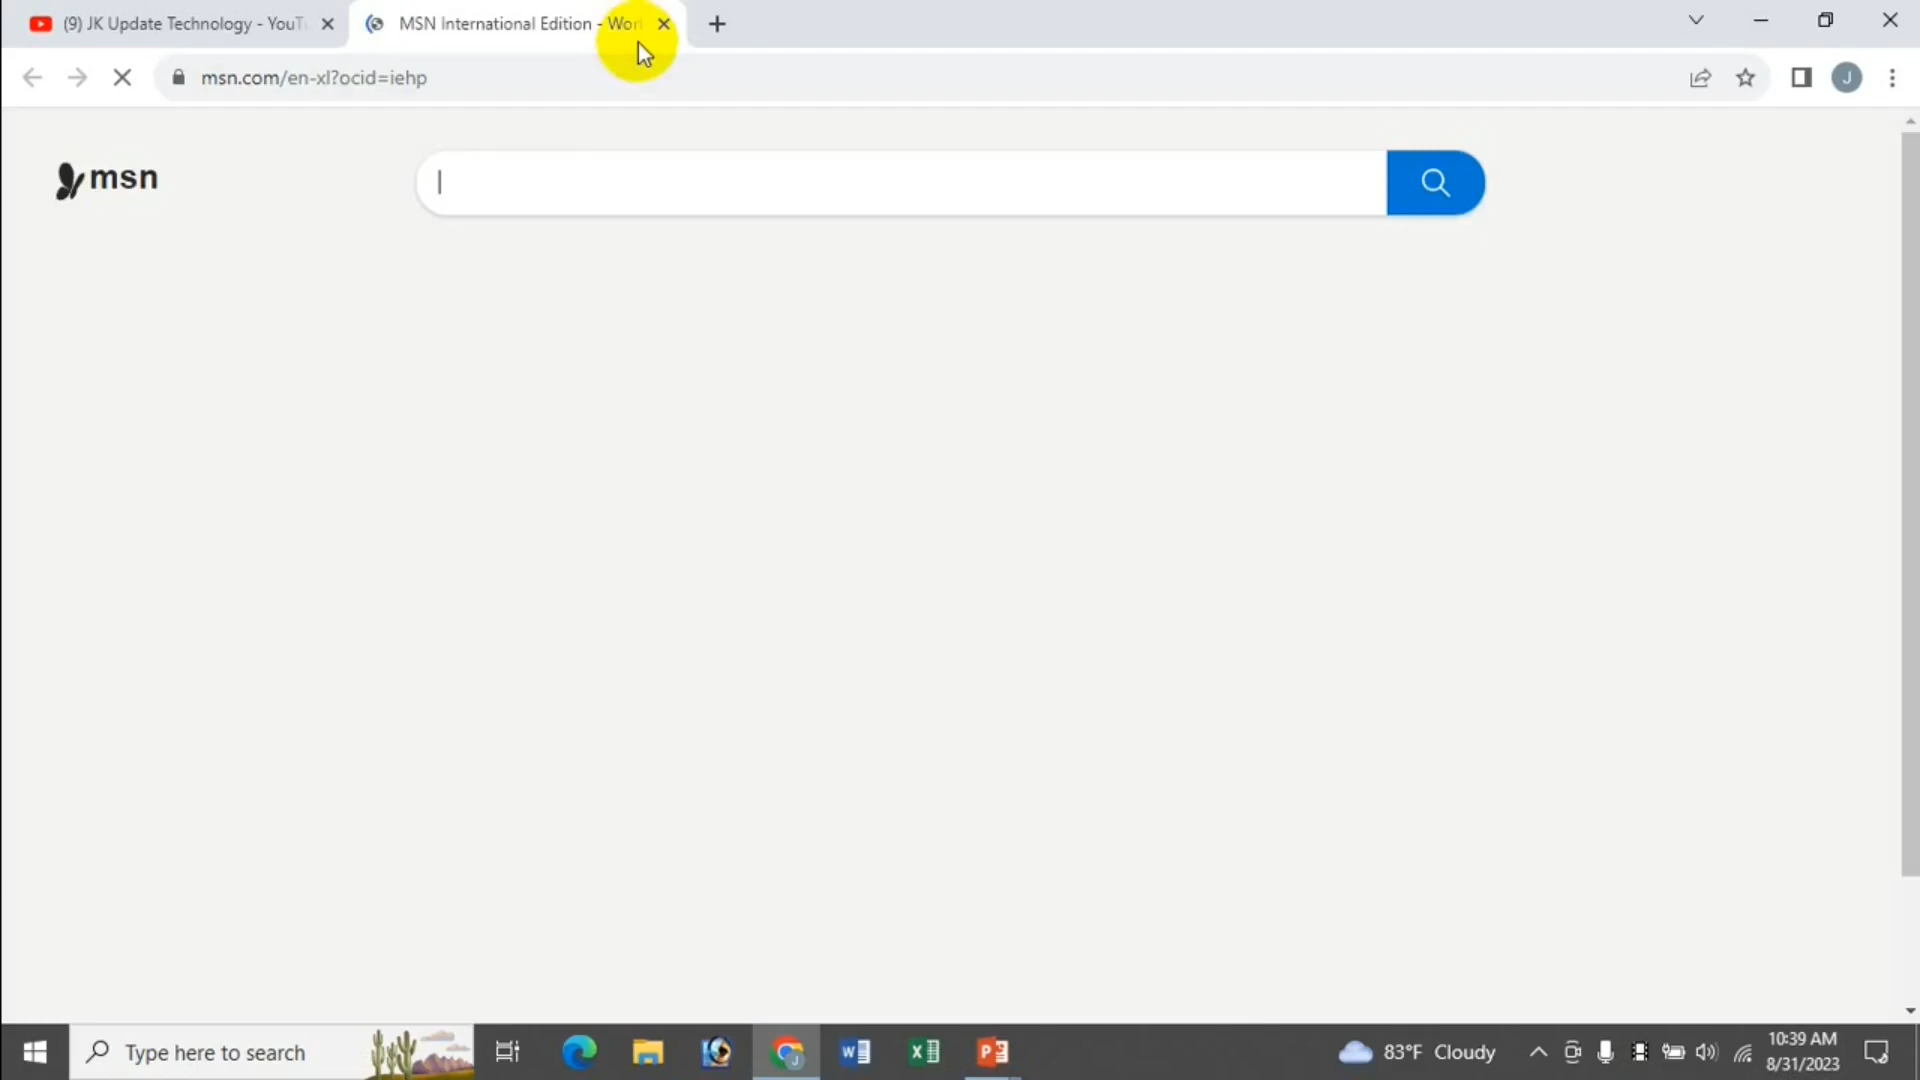 (9) JK Update Technology - YouT
MSN International Edition - Wor
msn.com/en-xl?ocid=iehp
J
msn
Type here to search
83°F Cloudy
10:39 AM
8/31/2023